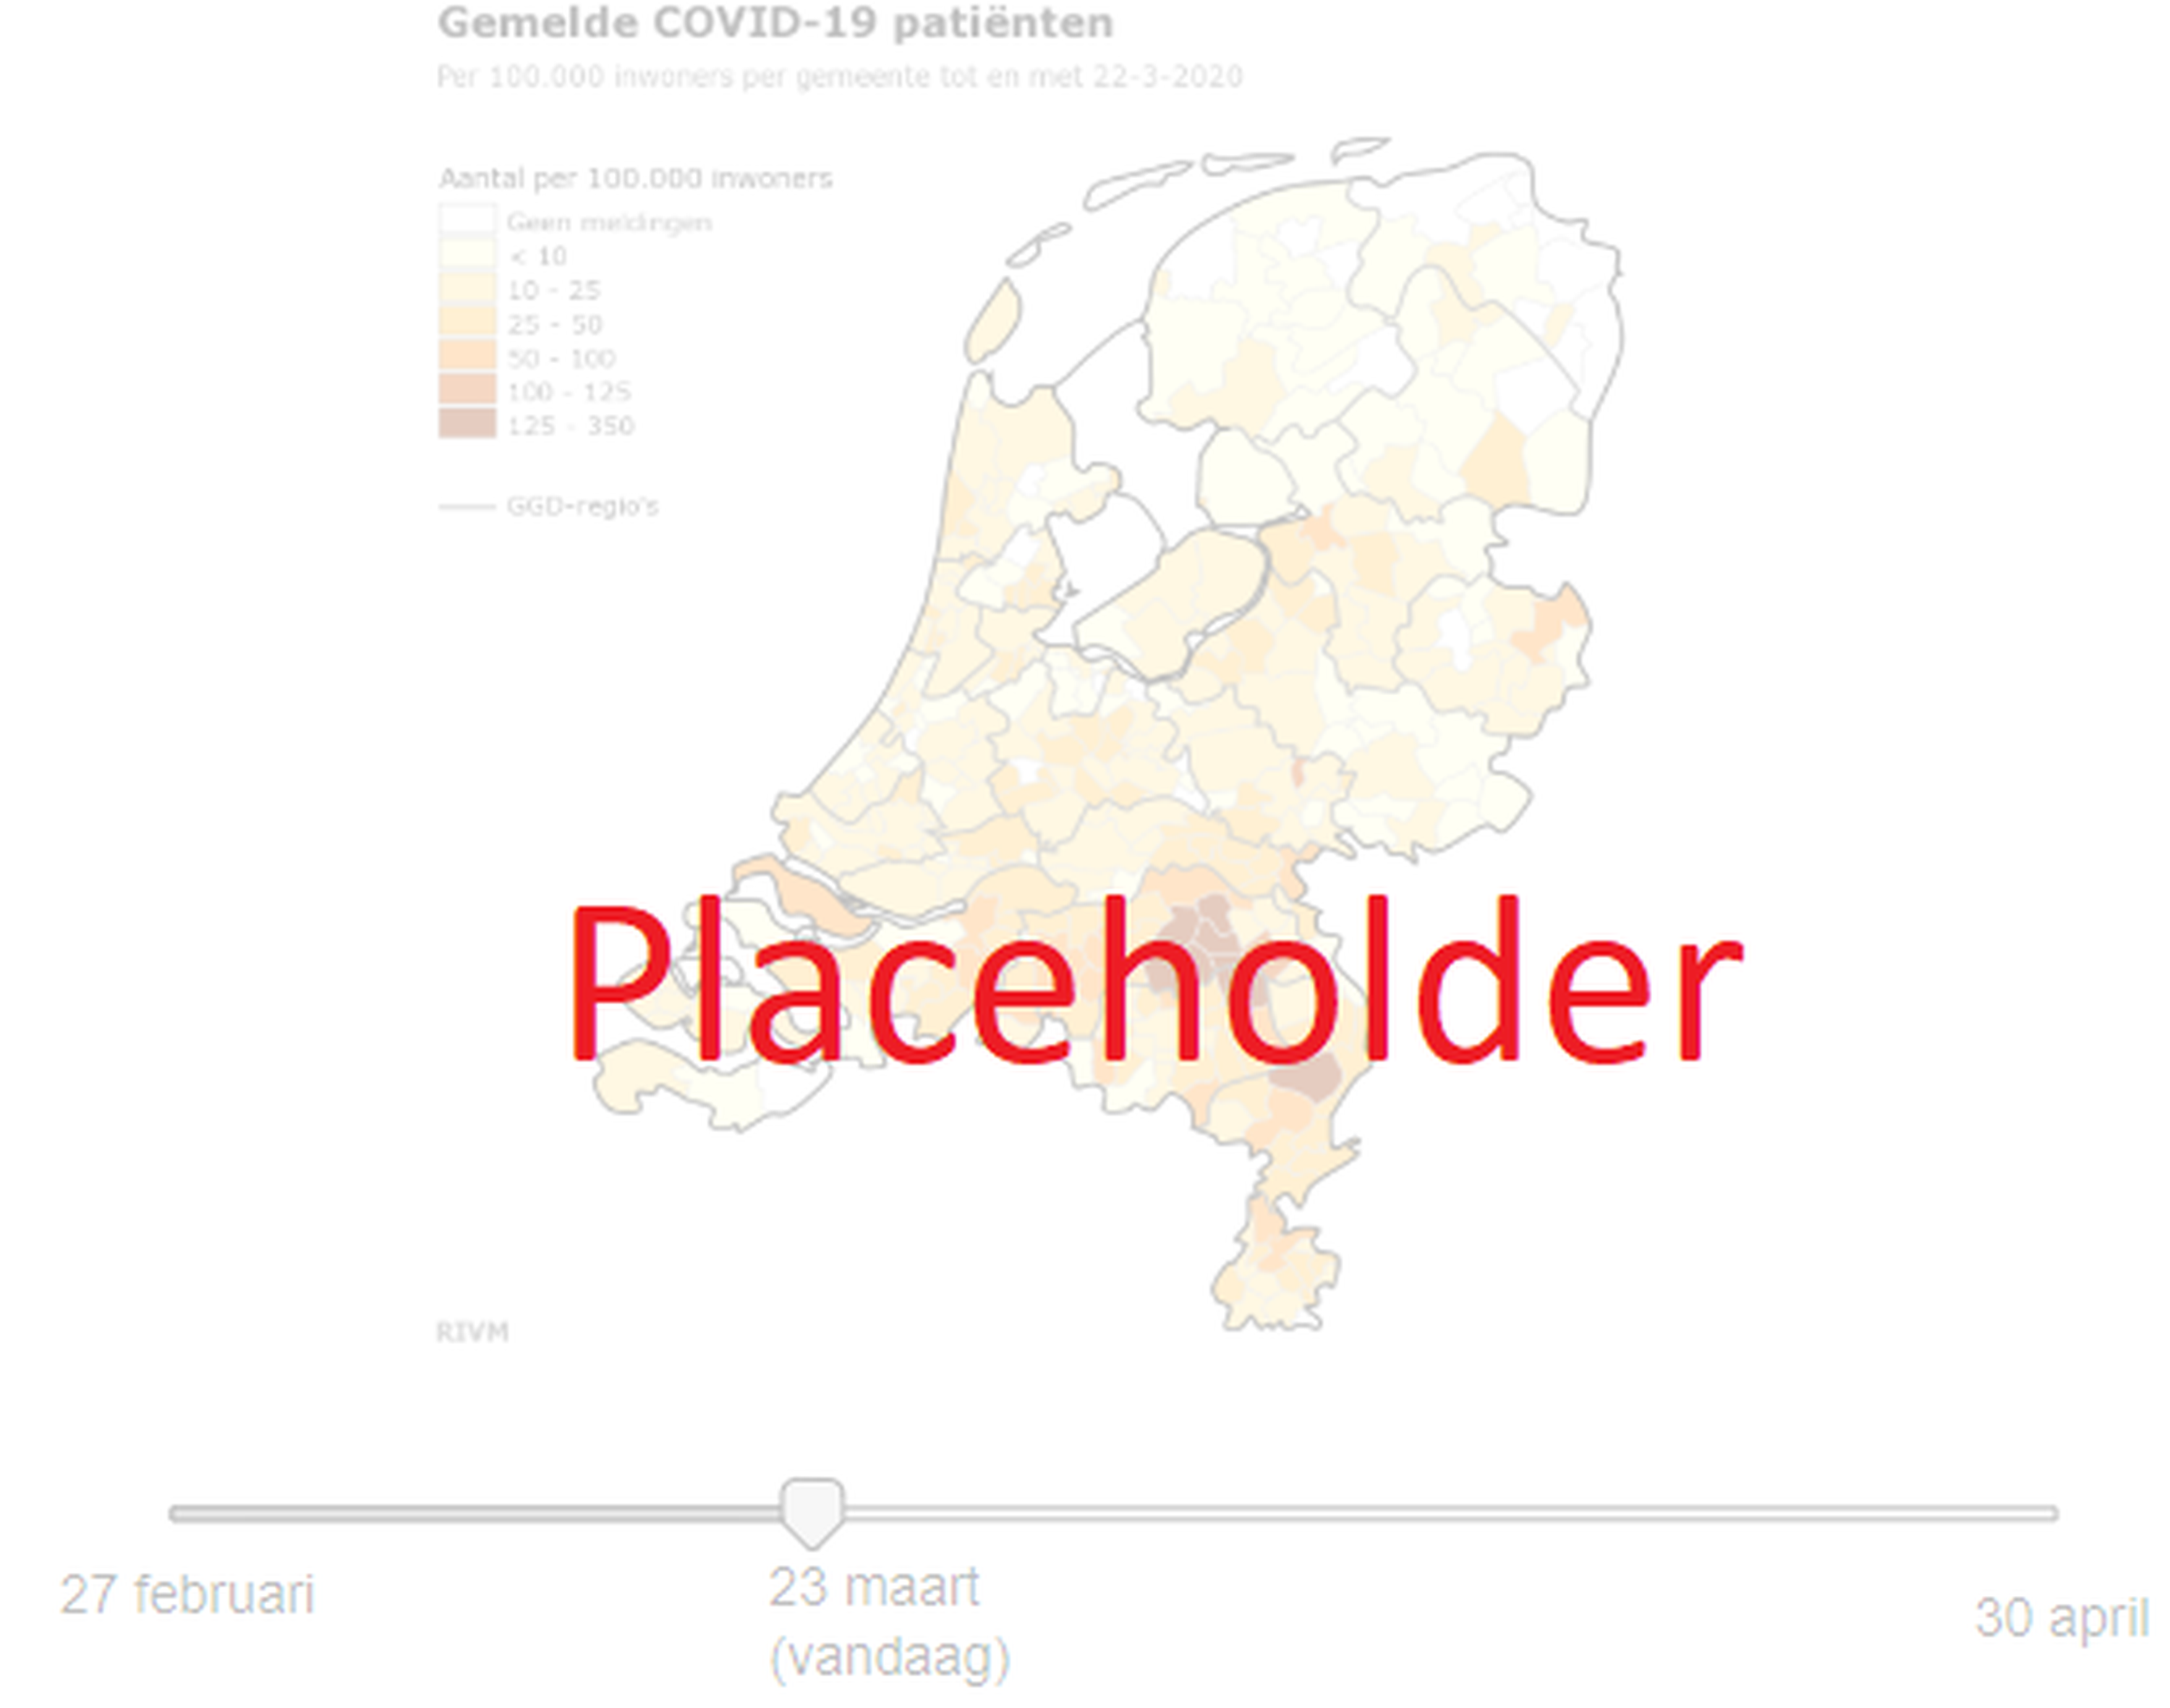 Gemelde COVID-19 patiënten
Per 100.000 inwoners per gemeente tot en met 22-3-2020
Aantal per 100.000 inwoners
Geen meldingen
< 10
10 - 25
25 - 50
50 - 100
100 - 125
125 - 350
GGD-regio's
Placeholder
RIVM
27 februari
23 maart
(vandaag)
30 april